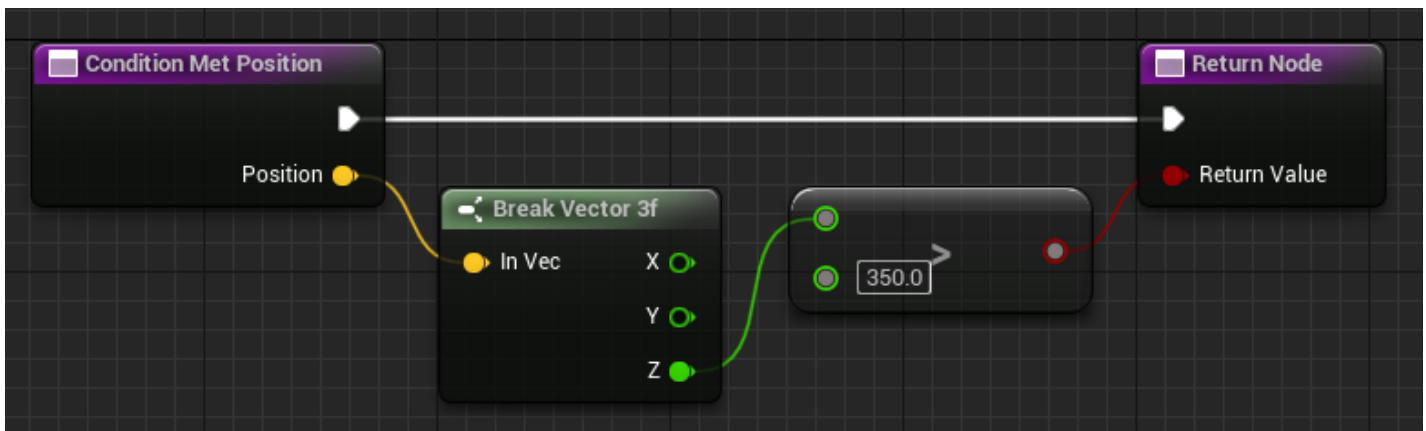 Condition Met Position
Return Node
Position
Return Value
Break Vector 3f
In Vec
X
Y
Z
>
350.0